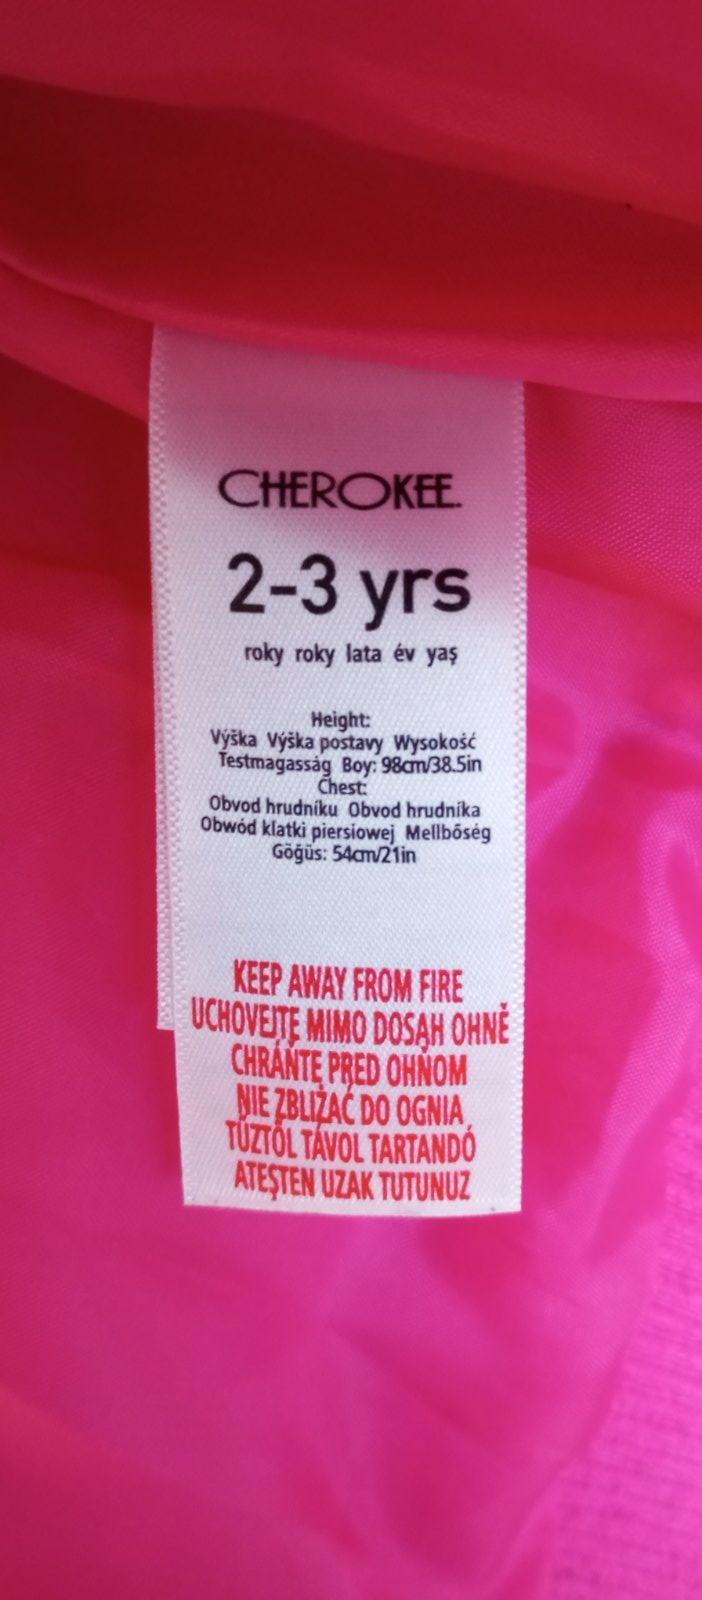 CHEROKEE.
2-3 yrs
roky roky lata év yaş
Height:
Výška Výška postavy Wysokość
Testmagasság Boy: 98cm/38.5in
Chest:
Obvod hrudníku Obvod hrudníka
Obwód klatki piersiowej Mellbőség
Göğüs: 54cm/21in
KEEP AWAY FROM FIRE
UCHOVEJTE MIMO DOSAH OHNĚ
CHRÁŇTE PRED OHŇOM
NIE ZBLIŻAĆ DO OGNIA
TŰZTŐL TÁVOL TARTANDÓ
ATEŞTEN UZAK TUTUNUZ